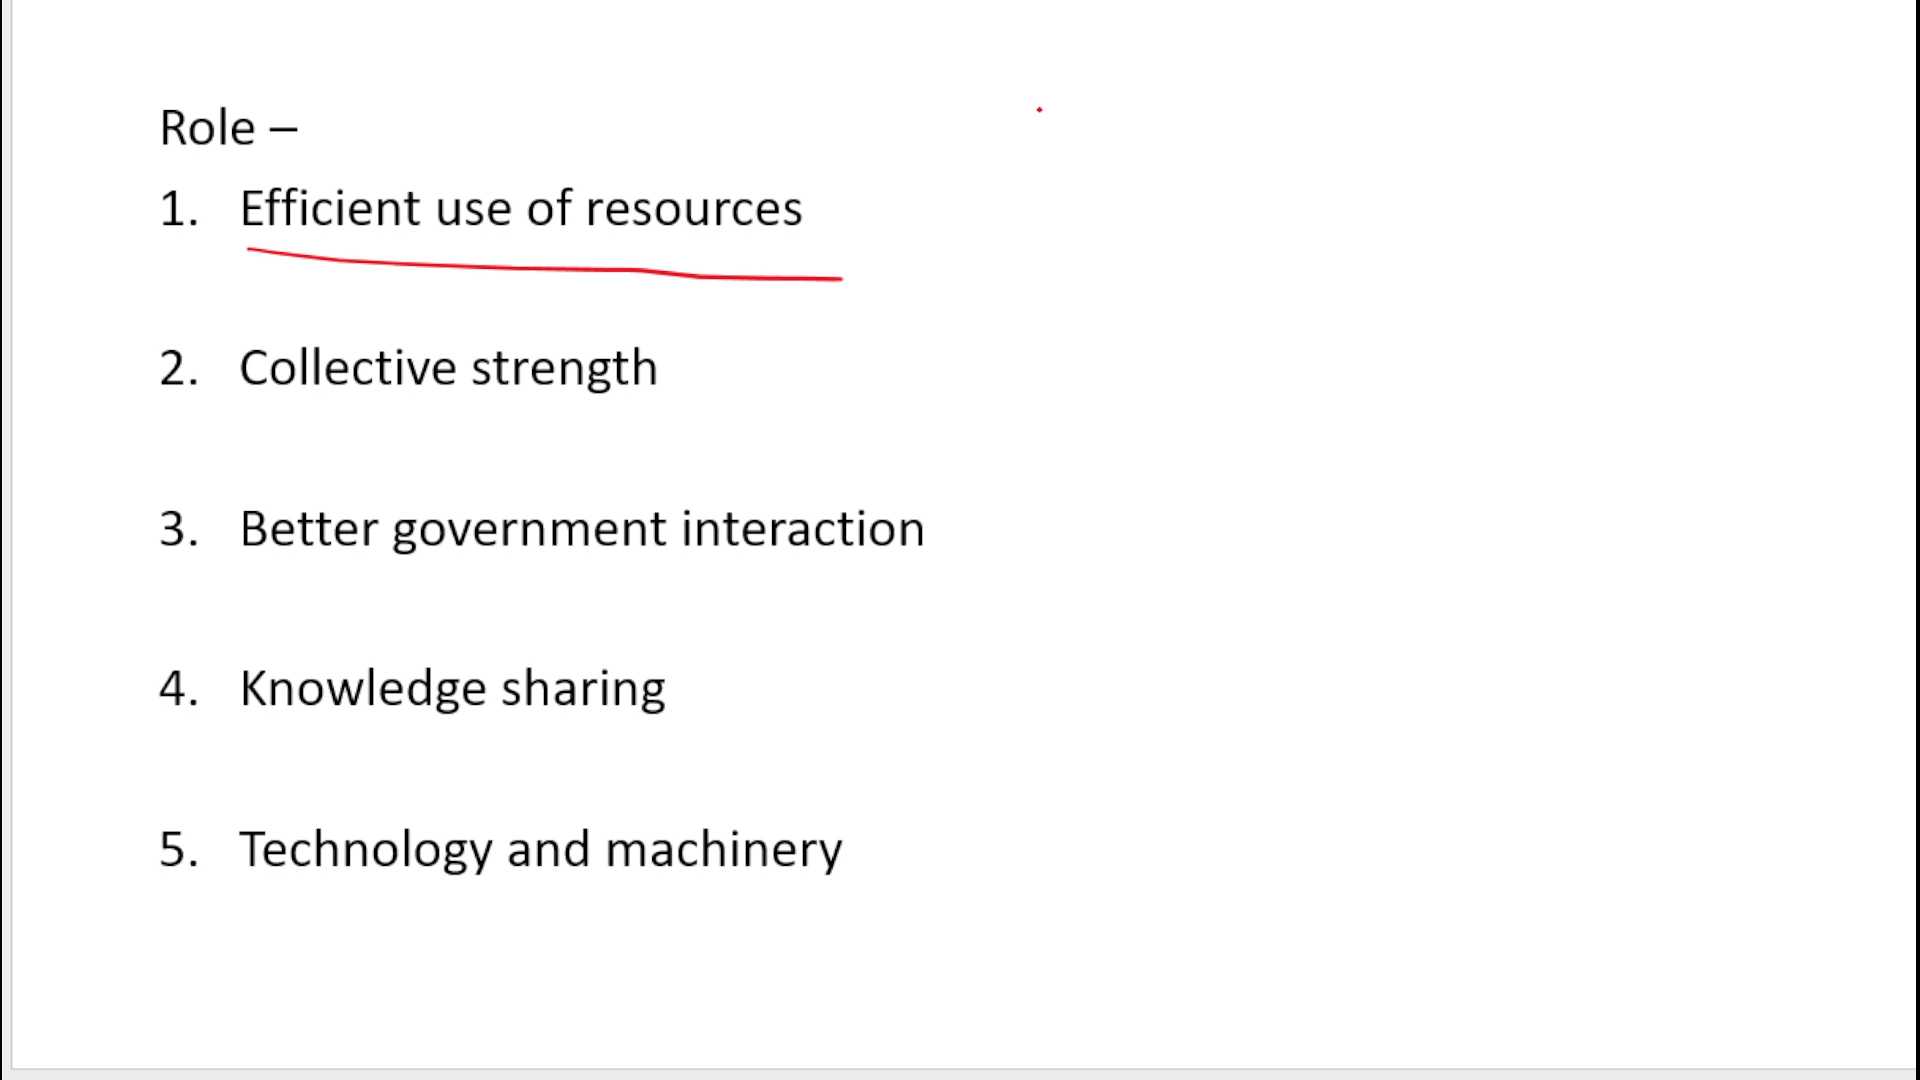 Role –
1. Efficient use of resources
2. Collective strength
3. Better government interaction
4. Knowledge sharing
5. Technology and machinery